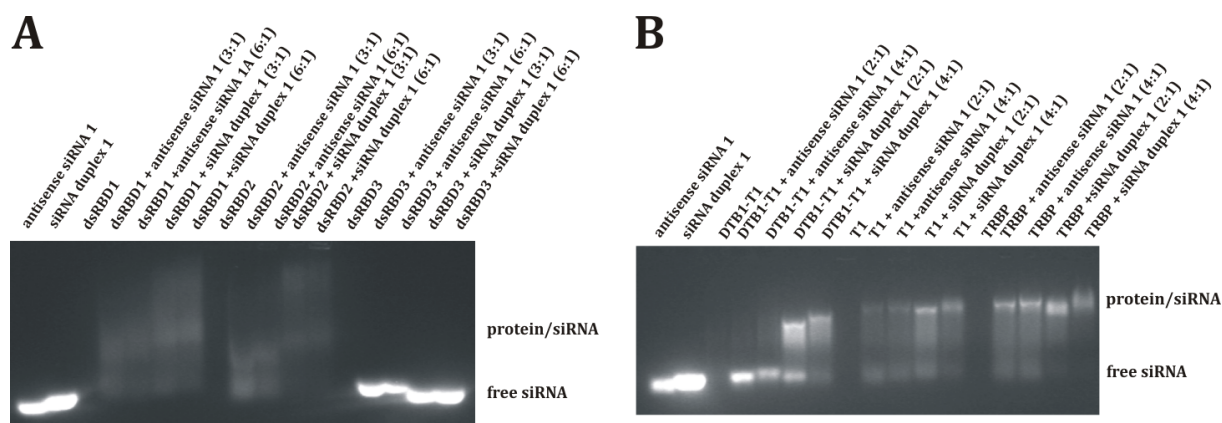 A
antisense siRNA 1
siRNA duplex 1
dsRBD1
dsRBD1 + antisense siRNA 1 (3:1)
dsRBD1 +antisense siRNA 1A (6:1)
dsRBD1 + siRNA duplex 1 (3:1)
dsRBD1 +siRNA duplex 1 (6:1)
dsRBD2
dsRBD2 + antisense siRNA 1 (3:1)
dsRBD2 + antisense siRNA 1 (6:1)
dsRBD2 + siRNA duplex 1 (3:1)
dsRBD2 +siRNA duplex 1 (6:1)
dsRBD3
dsRBD3 + antisense siRNA 1 (3:1)
dsRBD3 + antisense siRNA 1 (6:1)
dsRBD3 + siRNA duplex 1 (3:1)
dsRBD3 +siRNA duplex 1 (6:1)
protein/siRNA
free siRNA
B
antisense siRNA 1
siRNA duplex 1
DTB1-T1
DTB1-T1 + antisense siRNA 1 (2:1)
DTB1-T1 + antisense siRNA 1 (4:1)
DTB1-T1 + siRNA duplex 1 (2:1)
DTB1-T1 + siRNA duplex 1 (4:1)
T1
T1 + antisense siRNA 1 (2:1)
T1 +antisense siRNA 1 (4:1)
T1 + siRNA duplex 1 (2:1)
T1 + siRNA duplex 1 (4:1)
TRBP
TRBP + antisense siRNA 1 (2:1)
TRBP + antisense siRNA 1 (4:1)
TRBP +siRNA duplex 1 (2:1)
TRBP + siRNA duplex 1 (4:1)
protein/siRNA
free siRNA